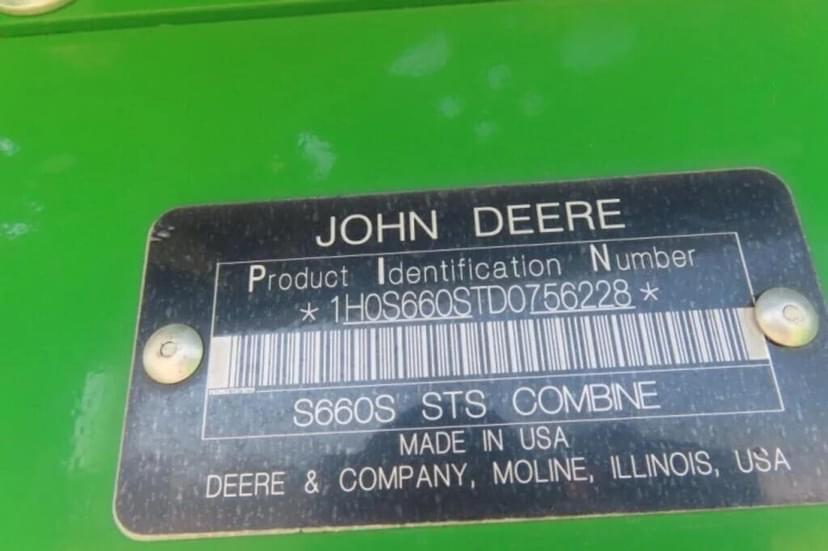 JOHN DEERE
Product Identification Number
*1H0S660STD0756228*
S660S STS COMBINE
MADE IN USA
DEERE & COMPANY, MOLINE, ILLINOIS, USA